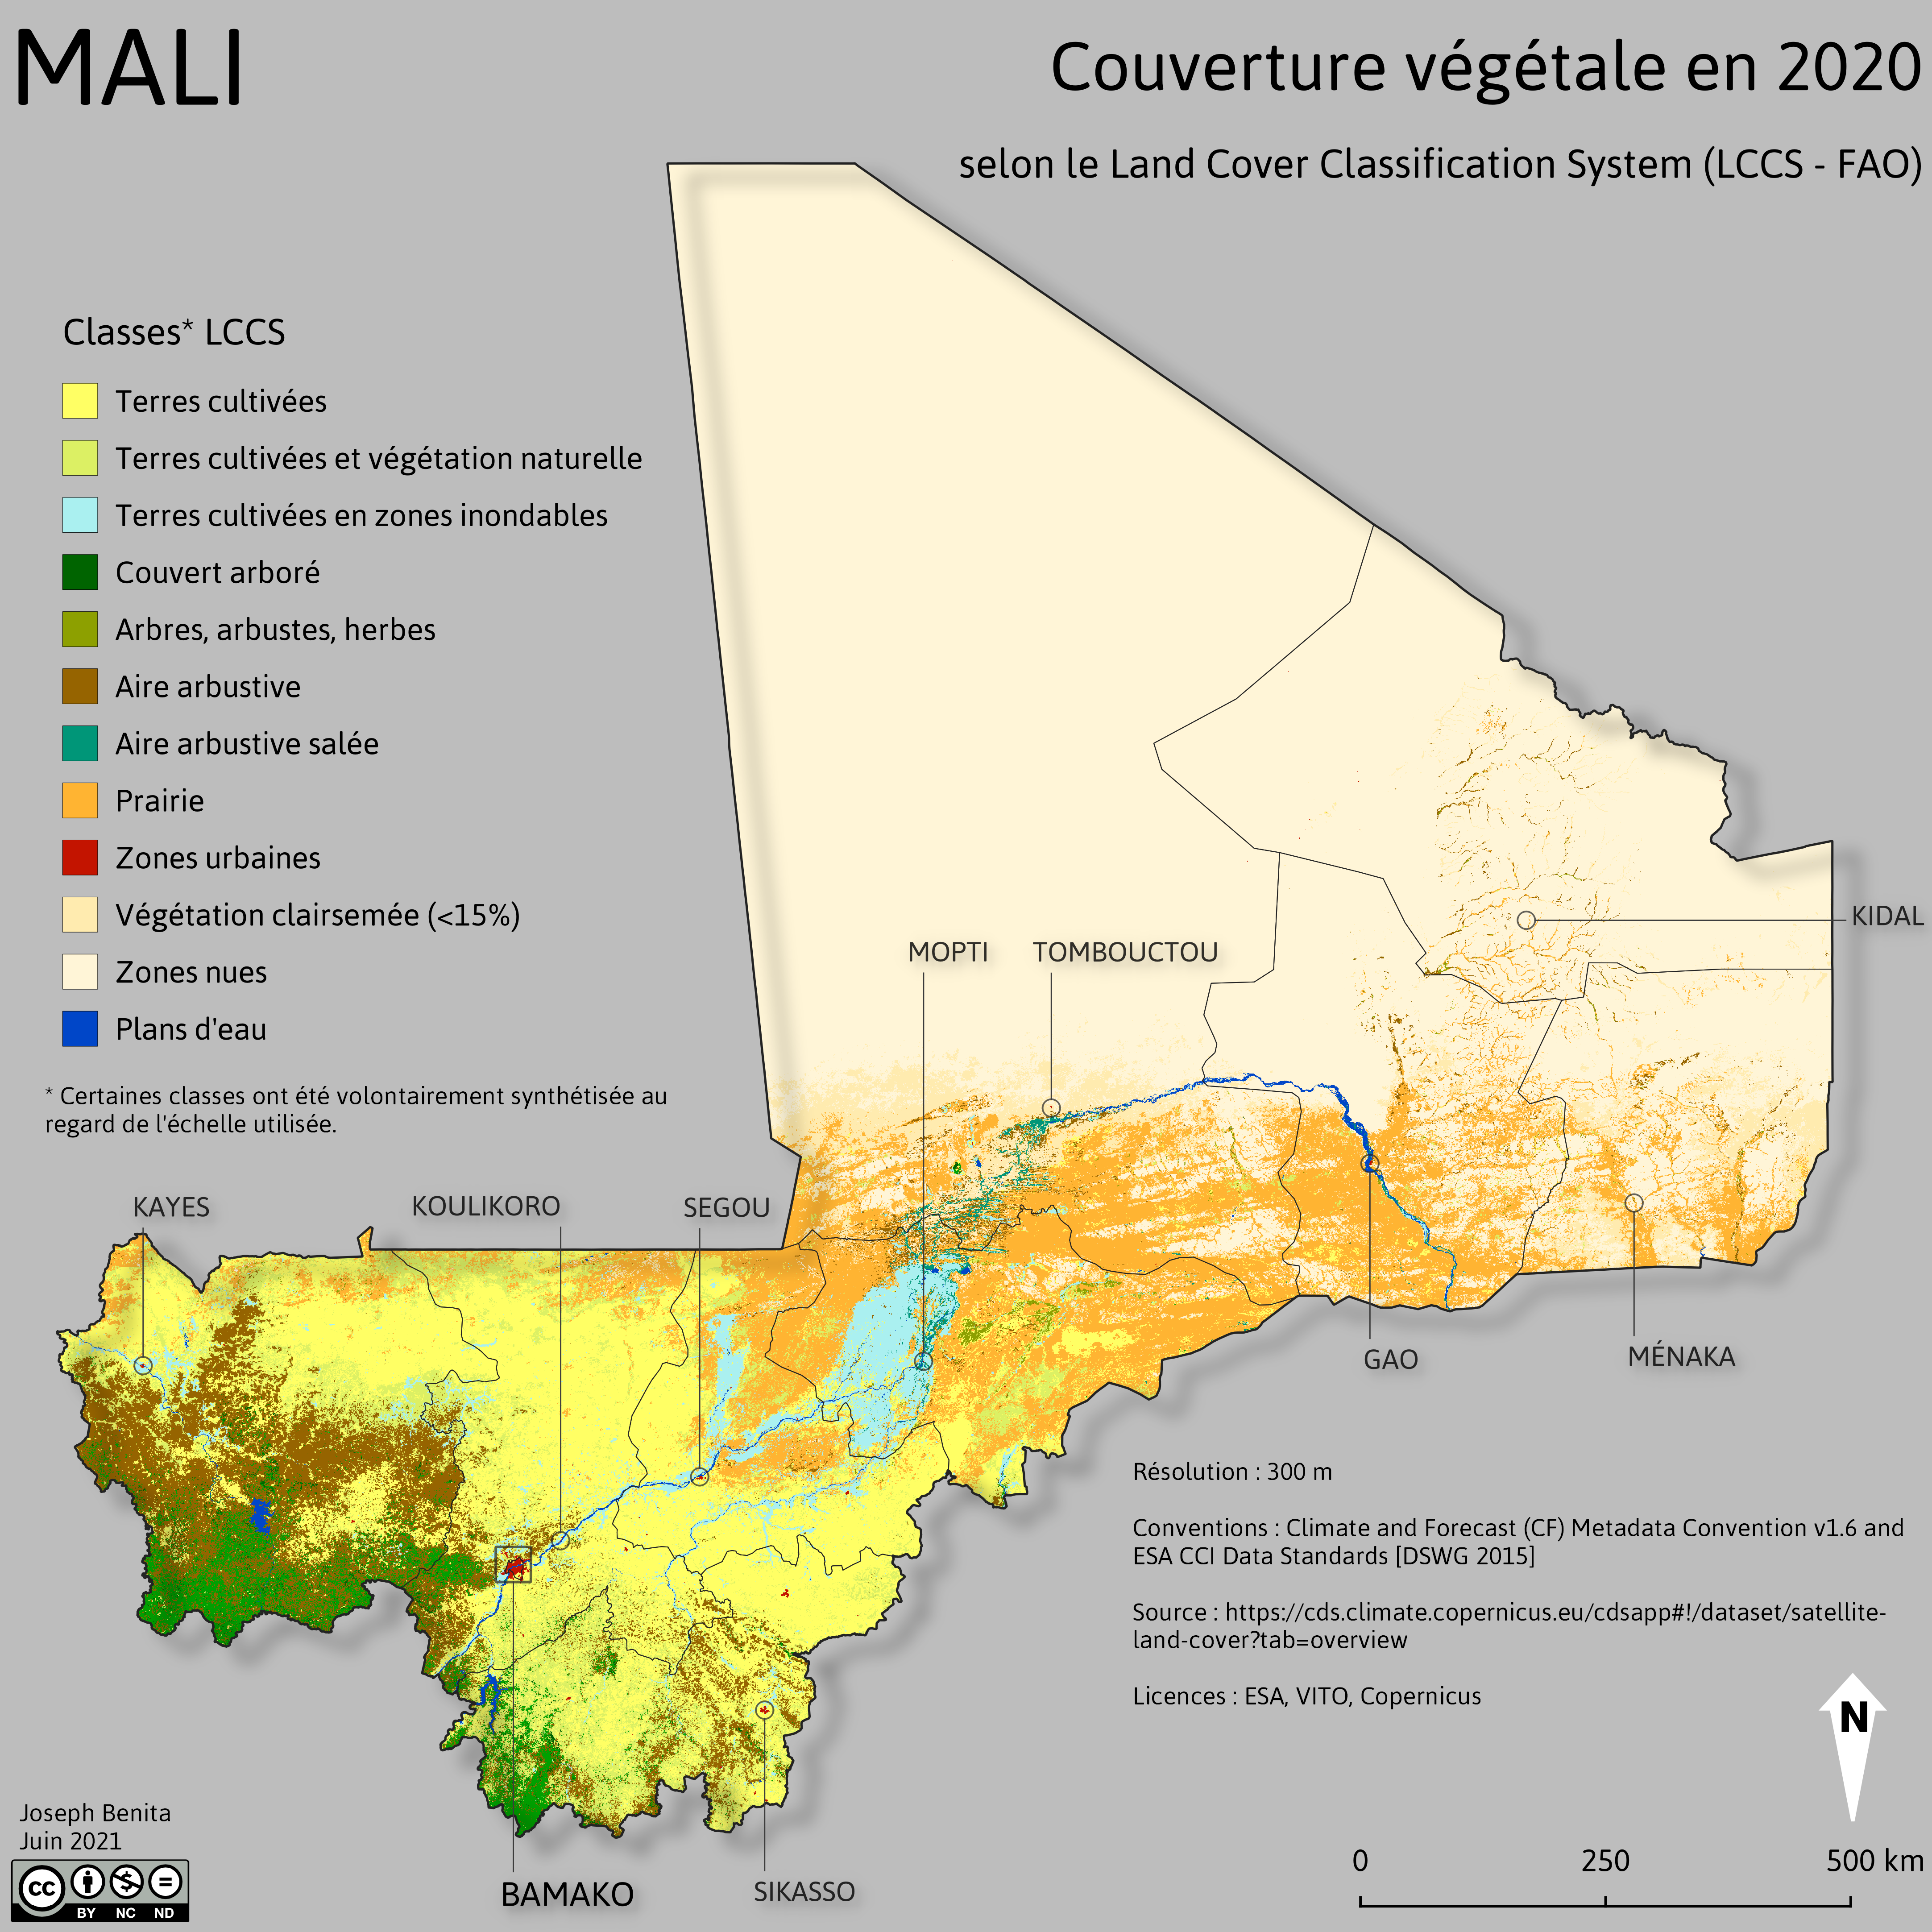 MALI
Couverture végétale en 2020
selon le Land Cover Classification System (LCCS - FAO)
Classes* LCCS
Terres cultivées
Terres cultivées et végétation naturelle
Terres cultivées en zones inondables
Couvert arboré
Arbres, arbustes, herbes
Aire arbustive
Aire arbustive salée
Prairie
Zones urbaines
Végétation clairsemée (<15%)
Zones nues
Plans d'eau
* Certaines classes ont été volontairement synthétisée au
regard de l'échelle utilisée.
KIDAL
MOPTI
TOMBOUCTOU
KAYES
KOULIKORO
SEGOU
GAO
MÉNAKA
BAMAKO
SIKASSO
Résolution : 300 m
Conventions : Climate and Forecast (CF) Metadata Convention v1.6 and
ESA CCI Data Standards [DSWG 2015]
Source : https://cds.climate.copernicus.eu/cdsapp#!/dataset/satellite-
land-cover?tab=overview
Licences : ESA, VITO, Copernicus
N
0 250 500 km
Joseph Benita
Juin 2021
cc
BY NC ND